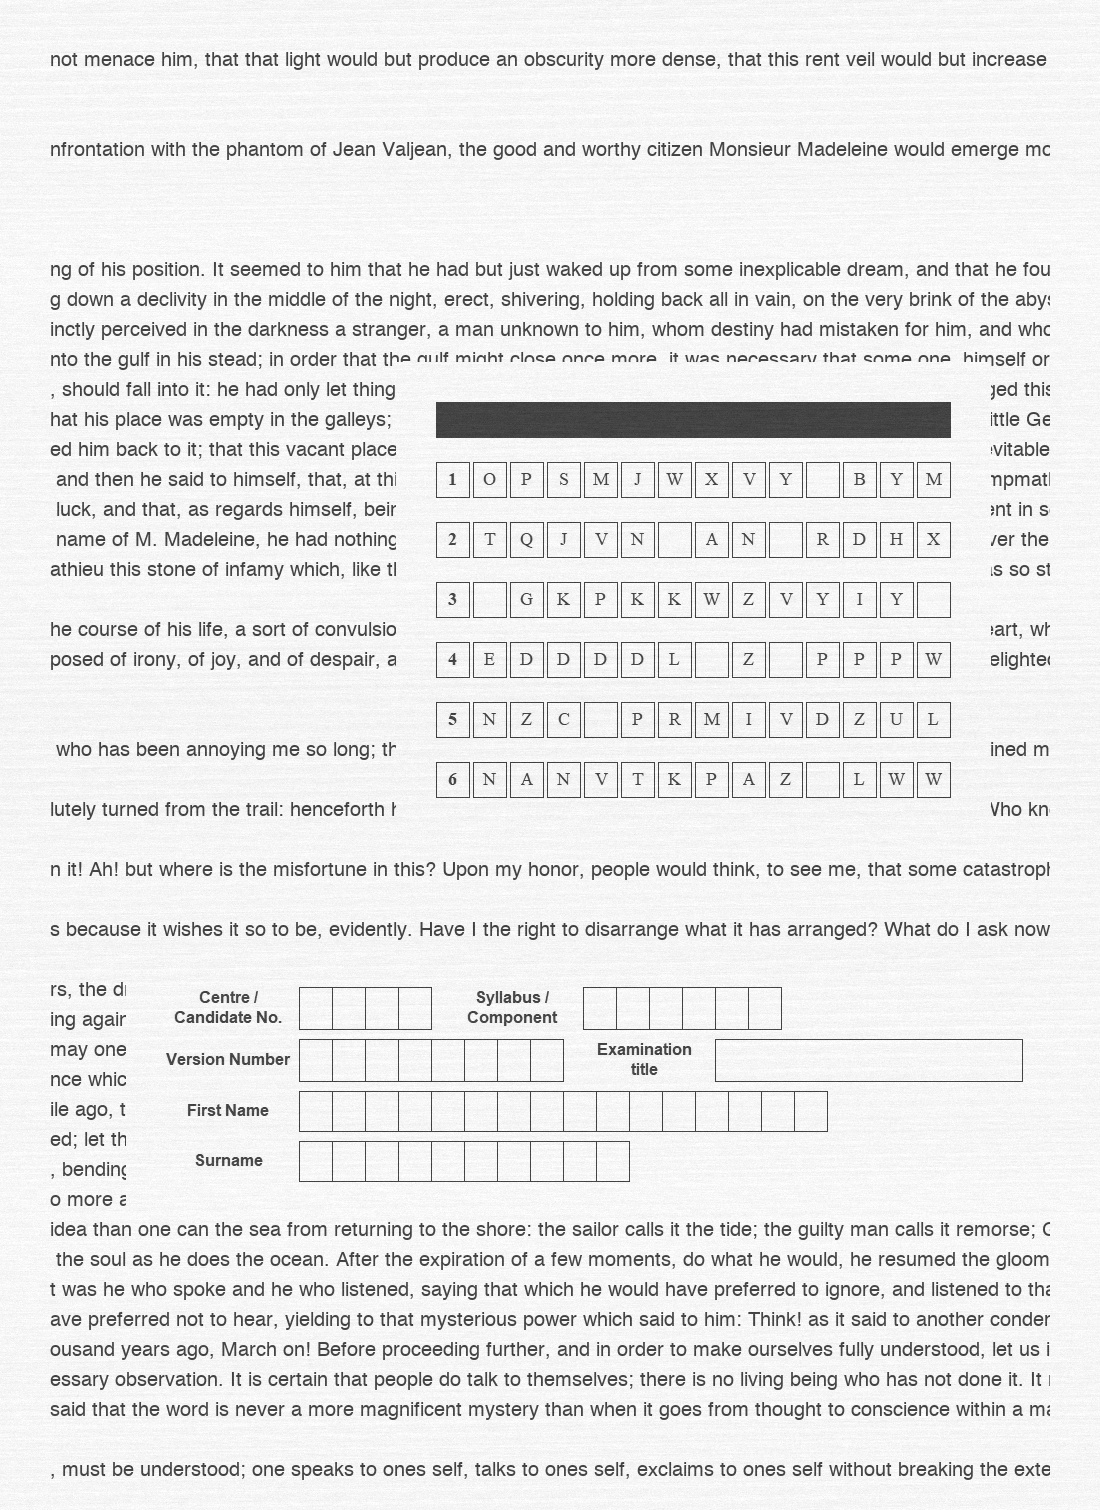 not menace him, that that light would but produce an obscurity more dense, that this rent veil would but increase
nfrontation with the phantom of Jean Valjean, the good and worthy citizen Monsieur Madeleine would emerge mo
ng of his position. It seemed to him that he had but just waked up from some inexplicable dream, and that he fou
g down a declivity in the middle of the night, erect, shivering, holding back all in vain, on the very brink of the abys
inctly perceived in the darkness a stranger, a man unknown to him, whom destiny had mistaken for him, and who
nto the gulf in his stead; in order that the gulf might close once more, it was necessary that some one, himself or
, should fall into it: he had only let thing ged this
hat his place was empty in the galleys; ittle Ge
ed him back to it; that this vacant place evitable
and then he said to himself, that, at thi mpmath
luck, and that, as regards himself, bein ent in s
name of M. Madeleine, he had nothing ver the
athieu this stone of infamy which, like th as so st
he course of his life, a sort of convulsio eart, wh
posed of irony, of joy, and of despair, a elighted
who has been annoying me so long; th ined m
lutely turned from the trail: henceforth h Who kn
1 O P S M J W X V Y B Y M
2 T Q J V N A N R D H X
3 G K P K K W Z V Y I Y
4 E D D D D L Z P P P W
5 N Z C P R M I V D Z U L
6 N A N V T K P A Z L W W
n it! Ah! but where is the misfortune in this? Upon my honor, people would think, to see me, that some catastroph
s because it wishes it so to be, evidently. Have I the right to disarrange what it has arranged? What do I ask now
rs, the d
ing again
may one
nce whic
ile ago, t
ed; let th
, bending
o more a
Centre /
Candidate No.
Syllabus /
Component
Version Number
Examination
title
First Name
Surname
idea than one can the sea from returning to the shore: the sailor calls it the tide; the guilty man calls it remorse; G
the soul as he does the ocean. After the expiration of a few moments, do what he would, he resumed the gloom
t was he who spoke and he who listened, saying that which he would have preferred to ignore, and listened to tha
ave preferred not to hear, yielding to that mysterious power which said to him: Think! as it said to another conder
ousand years ago, March on! Before proceeding further, and in order to make ourselves fully understood, let us i
essary observation. It is certain that people do talk to themselves; there is no living being who has not done it. It
said that the word is never a more magnificent mystery than when it goes from thought to conscience within a ma
, must be understood; one speaks to ones self, talks to ones self, exclaims to ones self without breaking the exte